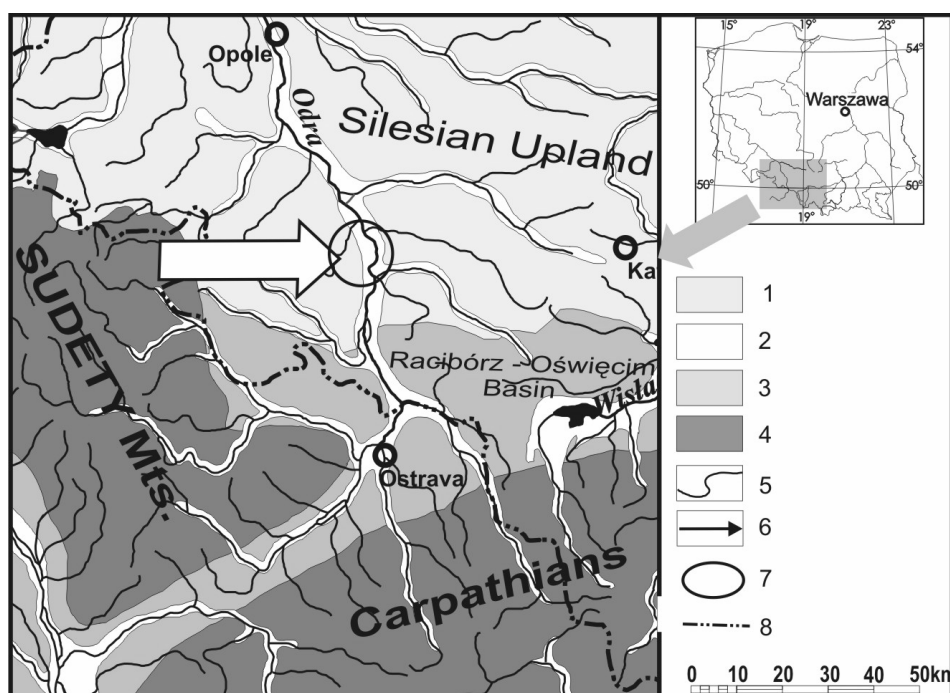 Opole
Odra
Silesian Upland
Ka
SUDETY Mts.
Racibórz - Oświęcim
Basin
Wisła
Ostrava
Carpathians
15° 19° 23°
54°
Warszawa
50° 50°
19°
1
2
3
4
5
6
7
8
0 10 20 30 40 50km